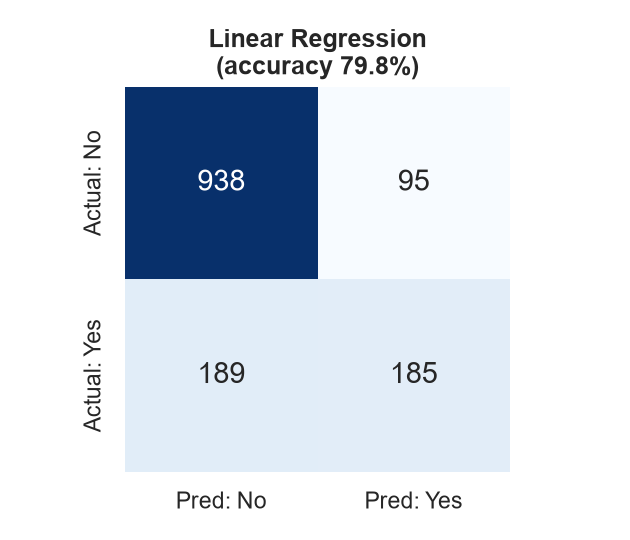 Linear Regression
(accuracy 79.8%)
Actual: No
938
95
Actual: Yes
189
185
Pred: No
Pred: Yes